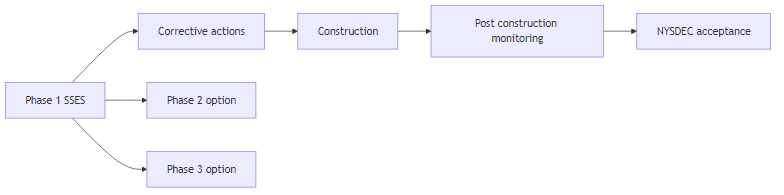 Phase 1 SSES
Corrective actions
Construction
Post construction
monitoring
NYSDEC acceptance
Phase 2 option
Phase 3 option